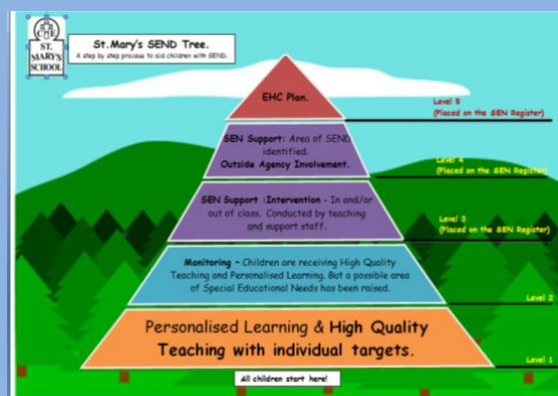 ST.
MARY'S
SCHOOL
St.Mary's SEND Tree.
A step by step process to aid children with SEND.
EHC Plan.
Level 5
(Placed on the SEN Register)
SEN Support: Area of SEND
identified.
Outside Agency Involvement.
Level 4
(Placed on the SEN Register)
SEN Support :Intervention - In and/or
out of class. Conducted by teaching
and support staff.
Level 3
(Placed on the SEN Register)
Monitoring - Children are receiving High Quality
Teaching and Personalised Learning. But a possible area
of Special Educational Needs has been raised.
Level 2
Personalised Learning & High Quality
Teaching with individual targets.
Level 1
All children start here!